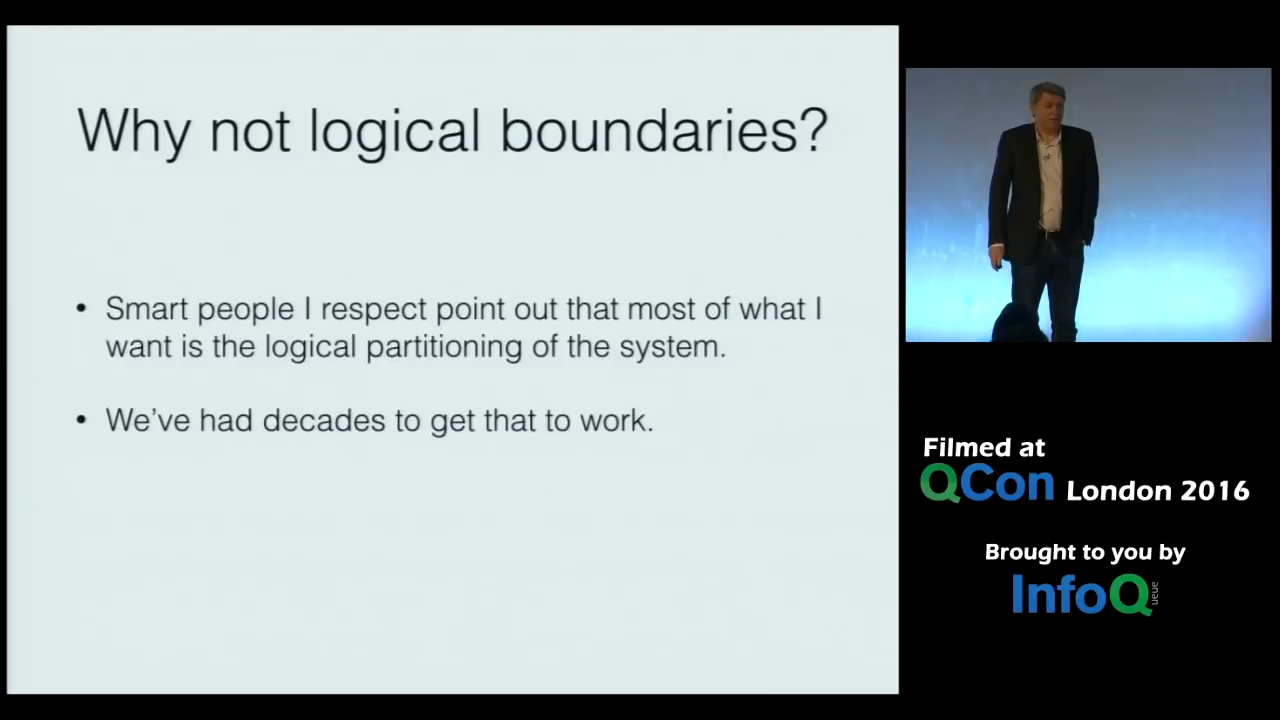 Why not logical boundaries?
• Smart people I respect point out that most of what I
want is the logical partitioning of the system.
• We’ve had decades to get that to work.
Filmed at
QCon London 2016
Brought to you by
InfoQueue